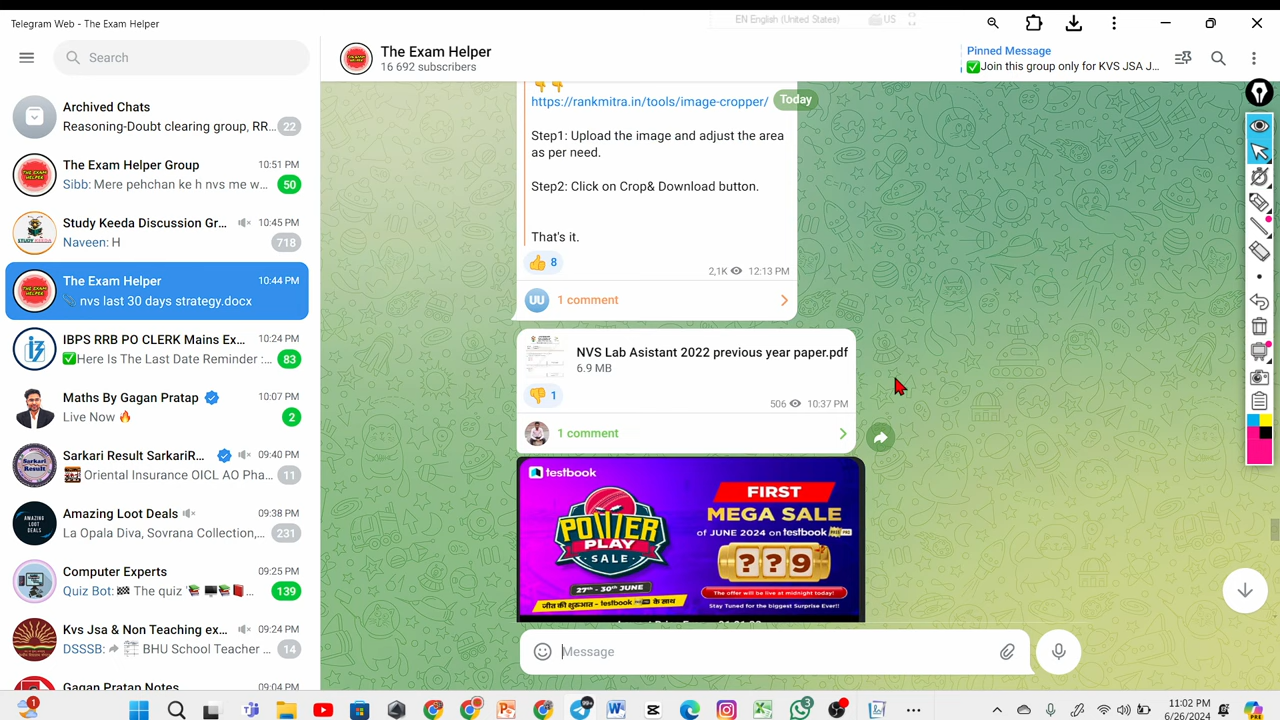 Telegram Web - The Exam Helper
EN English (United States)
US
Search
Archived Chats
Reasoning-Doubt clearing group, RR...
22
The Exam Helper Group
10:51 PM
Sibb: Mere pehchan ke h nvs me w...
50
Study Keeda Discussion Gr...
10:45 PM
Naveen: H
718
The Exam Helper
10:44 PM
nvs last 30 days strategy.docx
IBPS RRB PO CLERK Mains Ex...
10:24 PM
✅Here Is The Last Date Reminder :...
83
Maths By Gagan Pratap
10:07 PM
Live Now 🔥
2
Sarkari Result SarkariR...
09:40 PM
Oriental Insurance OICL AO Pha...
11
Amazing Loot Deals
09:38 PM
La Opala Diva, Sovrana Collection,...
231
Computer Experts
09:25 PM
Quiz Bot: 🏁 The quiz '📚 💻📚📕...
139
Kvs Jsa & Non Teaching ex...
09:24 PM
DSSSB: BHU School Teacher ...
14
Gagan Pratap Notes
09:04 PM
The Exam Helper
16 692 subscribers
Pinned Message
✅Join this group only for KVS JSA J...
👇👇
https://rankmitra.in/tools/image-cropper/
Today
Step1: Upload the image and adjust the area
as per need.
Step2: Click on Crop& Download button.
That's it.
👍 8
2,1K 12:13 PM
UU
1 comment
NVS Lab Asistant 2022 previous year paper.pdf
6.9 MB
👎 1
506 10:37 PM
1 comment
testbook
POWER
PLAY
SALE
27th - 30th JUNE
जीत की शुरुआत - testbook के साथ
FIRST
MEGA SALE
of JUNE 2024 on testbook
? ? 9
The offer will be live at midnight today!!
Stay Tuned for the biggest Surprise Ever!!
Message
1
99+
3
11:02 PM
6/26/2024